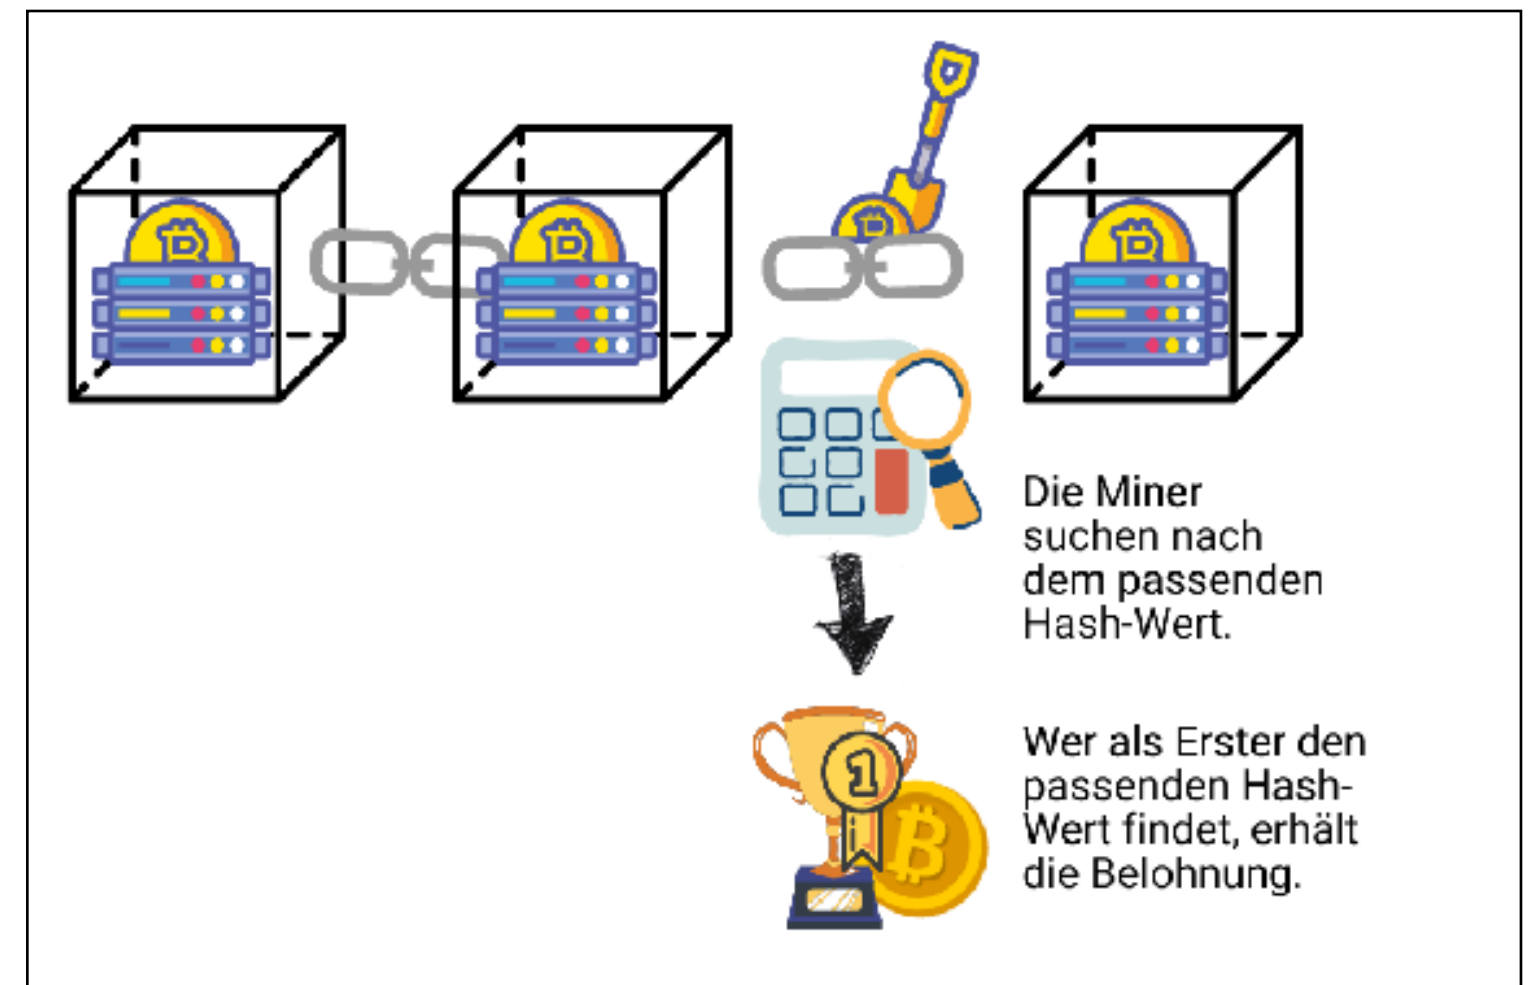 Die Miner
suchen nach
dem passenden
Hash-Wert.
1
Wer als Erster den
passenden Hash-
Wert findet, erhält
die Belohnung.